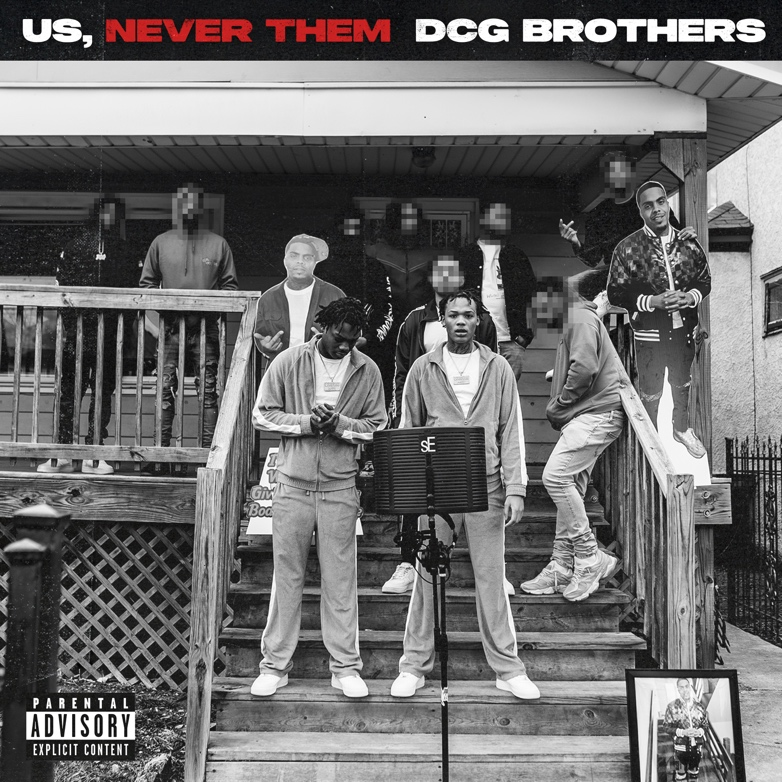 US, NEVER THEM DCG BROTHERS
sE
PARENTAL
ADVISORY
EXPLICIT CONTENT